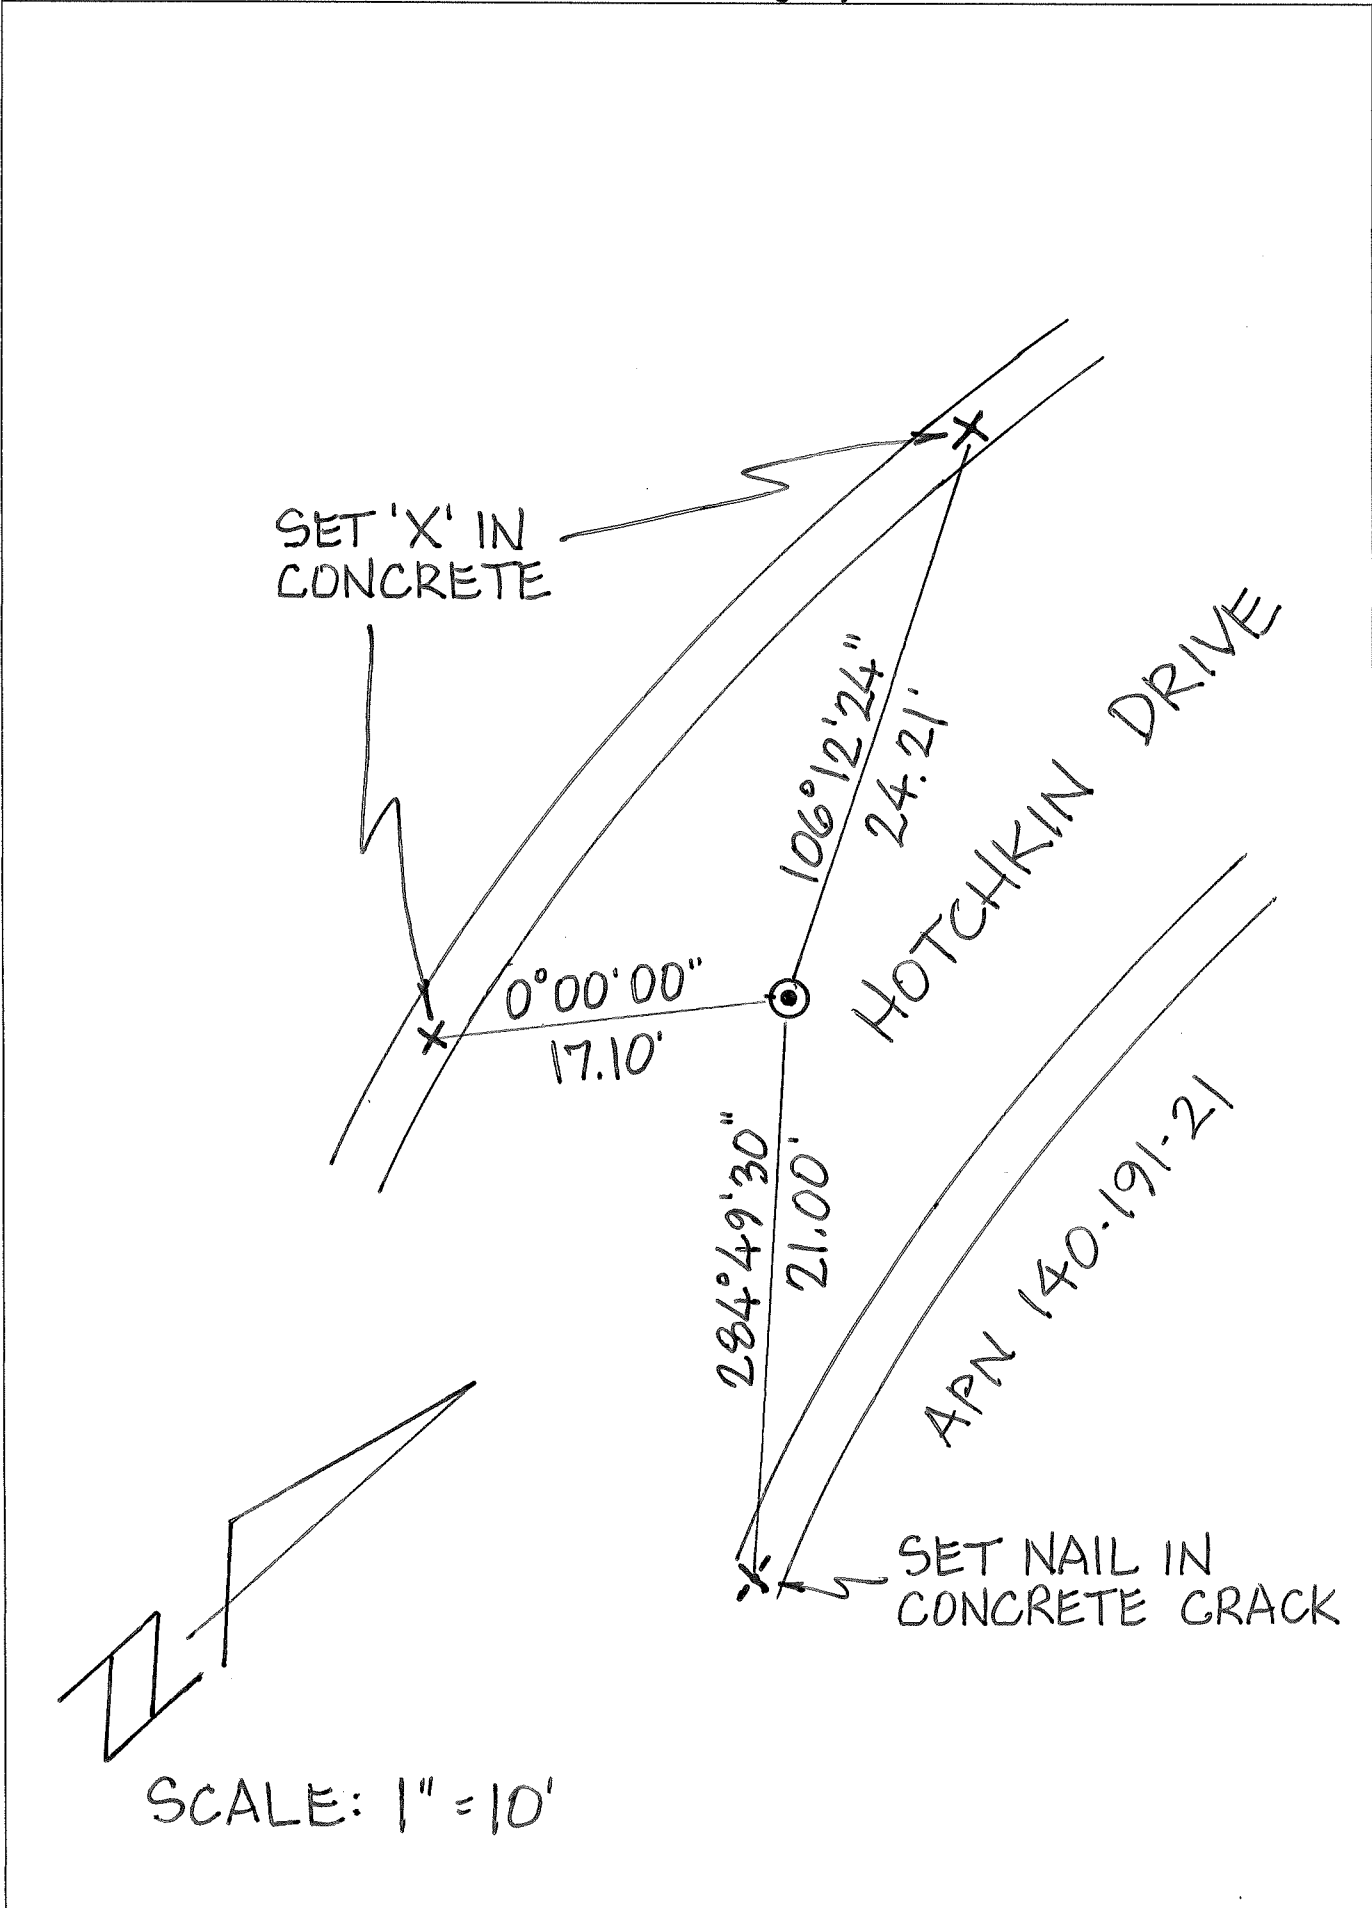 SET 'X' IN
CONCRETE
106°12'24"
24.21'
HOTCHKIN DRIVE
0°00'00"
17.10'
284°49'30"
21.00'
APN 140-191-21
SET NAIL IN
CONCRETE CRACK
N
SCALE: 1" = 10'